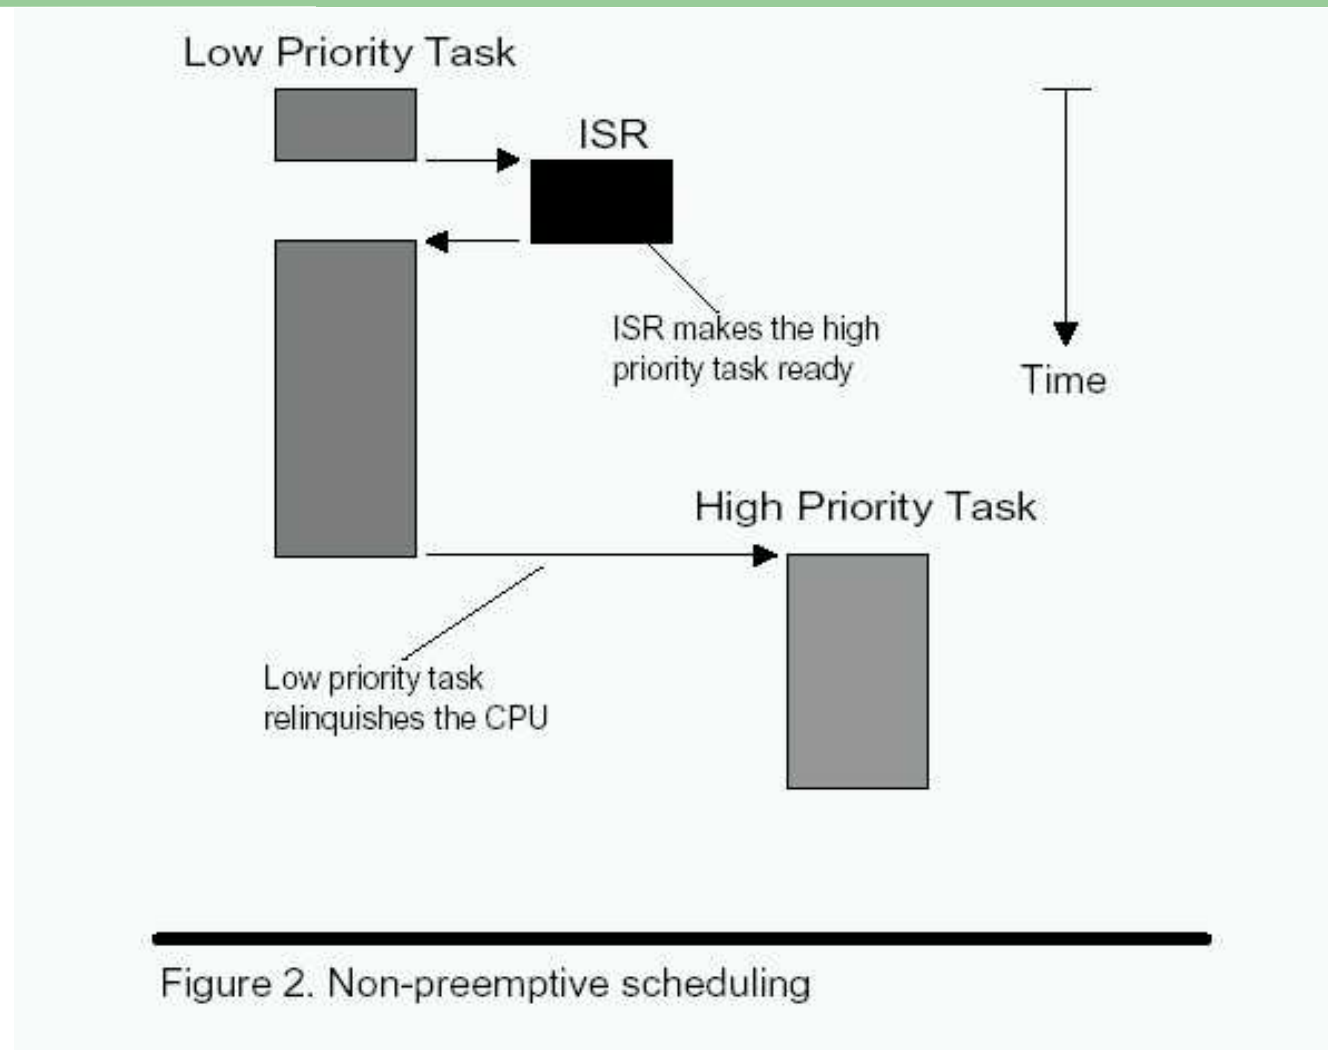 Low Priority Task
ISR
ISR makes the high
priority task ready
Time
High Priority Task
Low priority task
relinquishes the CPU
Figure 2. Non-preemptive scheduling